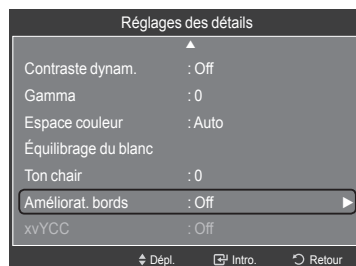 Réglages des détails
Contraste dynam. : Off
Gamma : 0
Espace couleur : Auto
Équilibrage du blanc
Ton chair : 0
Améliorat. bords : Off
xvYCC : Off
Dépl. Intro. Retour